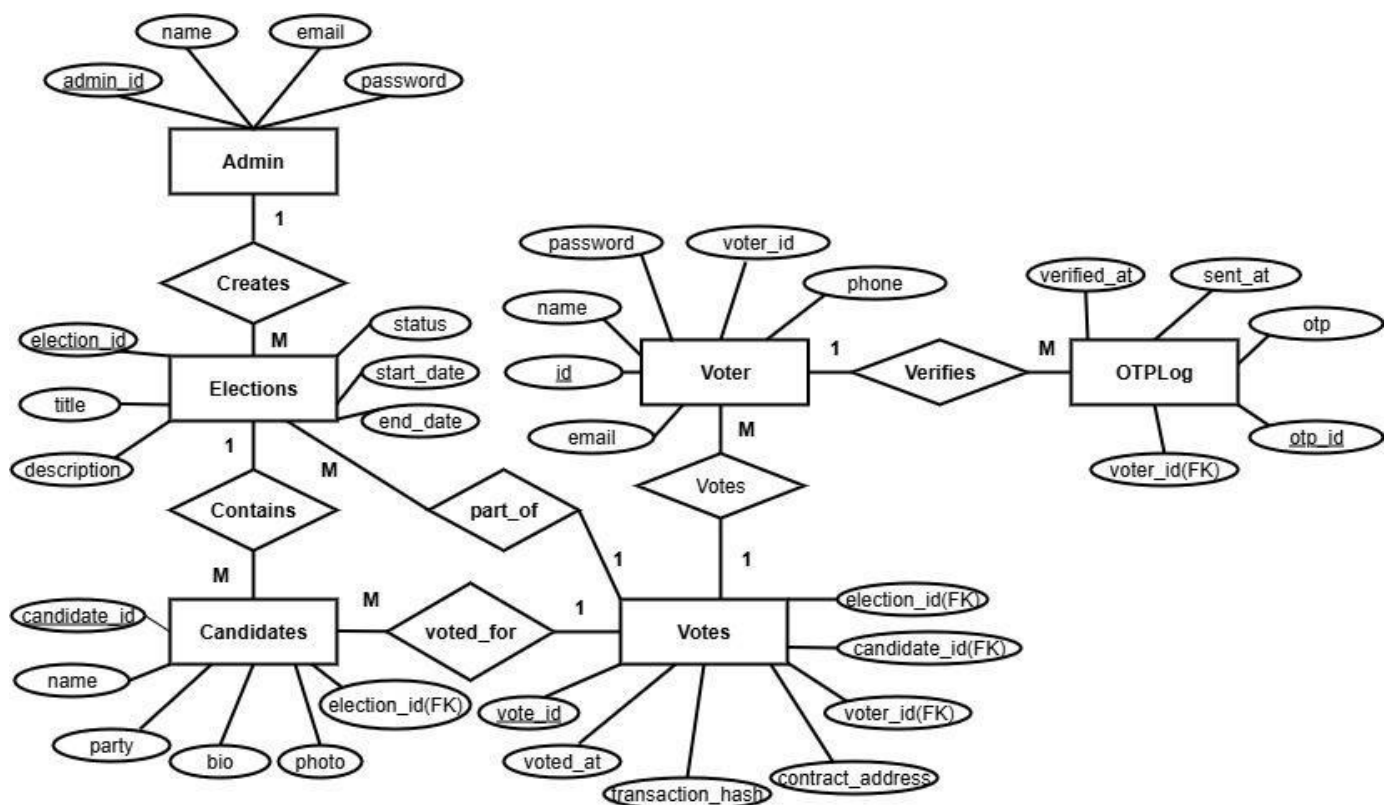 name
email
admin_id
password
Admin
1
Creates
M
election_id
status
Elections
start_date
title
end_date
description
1
M
Contains
part_of
M
1
candidate_id
Candidates
M
voted_for
1
name
election_id(FK)
party
bio
photo
password
voter_id
phone
name
id
Voter
email
1
Verifies
M
verified_at
sent_at
otp
OTPLog
otp_id
voter_id(FK)
M
Votes
1
Votes
election_id(FK)
candidate_id(FK)
voter_id(FK)
vote_id
voted_at
contract_address
transaction_hash